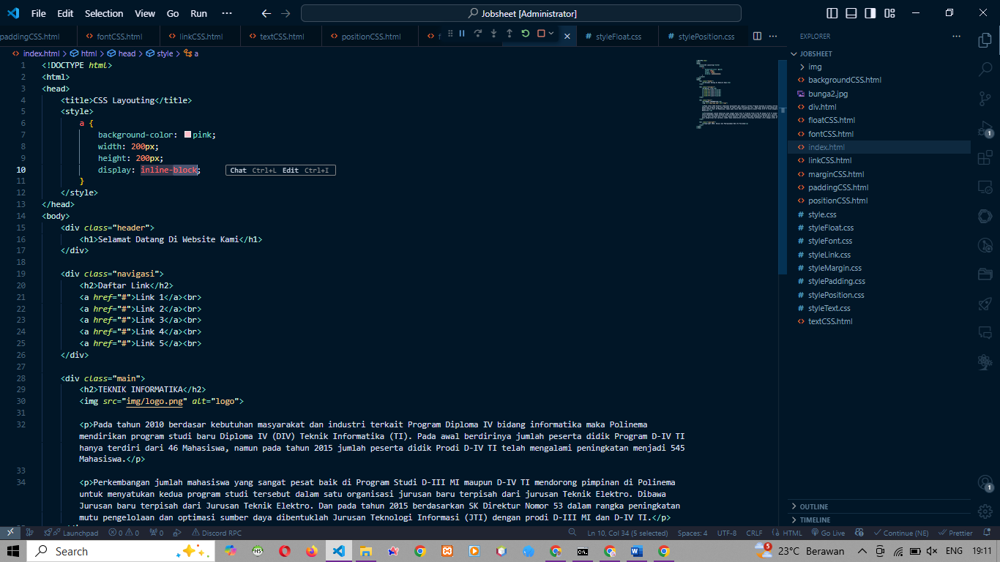 File Edit Selection View Go Run ··· Jobsheet [Administrator]
paddingCSS.html fontCSS.html linkCSS.html textCSS.html positionCSS.html f styleFloat.css stylePosition.css
EXPLORER
index.html > html > head > style > a
1 <!DOCTYPE html>
2 <html>
3 <head>
4 <title>CSS Layouting</title>
5 <style>
6 a {
7 background-color: pink;
8 width: 200px;
9 height: 200px;
10 display: inline-block; Chat Ctrl+L Edit Ctrl+I
11 }
12 </style>
13 </head>
14 <body>
15 <div class="header">
16 <h1>Selamat Datang Di Website Kami</h1>
17 </div>
18
19 <div class="navigasi">
20 <h2>Daftar Link</h2>
21 <a href="#">Link 1</a><br>
22 <a href="#">Link 2</a><br>
23 <a href="#">Link 3</a><br>
24 <a href="#">Link 4</a><br>
25 <a href="#">Link 5</a><br>
26 </div>
27
28 <div class="main">
29 <h2>TEKNIK INFORMATIKA</h2>
30 <img src="img/logo.png" alt="logo">
31
32 <p>Pada tahun 2010 berdasar kebutuhan masyarakat dan industri terkait Program Diploma IV bidang informatika maka Polinema
mendirikan program studi baru Diploma IV (DIV) Teknik Informatika (TI). Pada awal berdirinya jumlah peserta didik Program D-IV TI
hanya terdiri dari 46 Mahasiswa, namun pada tahun 2015 jumlah peserta didik Prodi D-IV TI telah mengalami peningkatan menjadi 545
Mahasiswa.</p>
33
34 <p>Perkembangan jumlah mahasiswa yang sangat pesat baik di Program Studi D-III MI maupun D-IV TI mendorong pimpinan di Polinema
untuk menyatukan kedua program studi tersebut dalam satu organisasi jurusan baru terpisah dari jurusan Teknik Elektro. Dibawa
Jurusan baru terpisah dari Jurusan Teknik Elektro. Dan pada tahun 2015 berdasarkan SK Direktur Nomor 53 dalam rangka peningkatan
mutu pengelolaan dan optimasi sumber daya dibentuklah Jurusan Teknologi Informasi (JTI) dengan prodi D-III MI dan D-IV TI.</p>
JOBSHEET
img
backgroundCSS.html
bunga2.jpg
div.html
floatCSS.html
fontCSS.html
index.html
linkCSS.html
marginCSS.html
paddingCSS.html
positionCSS.html
style.css
styleFloat.css
styleFont.css
styleLink.css
styleMargin.css
stylePadding.css
stylePosition.css
styleText.css
textCSS.html
OUTLINE
TIMELINE
1
1
Launchpad 0 0 0 Discord RPC Ln 10, Col 34 (5 selected) Spaces: 4 UTF-8 CRLF HTML Go Live Continue (NE) Prettier
Search 5 23°C Berawan ENG 19:11